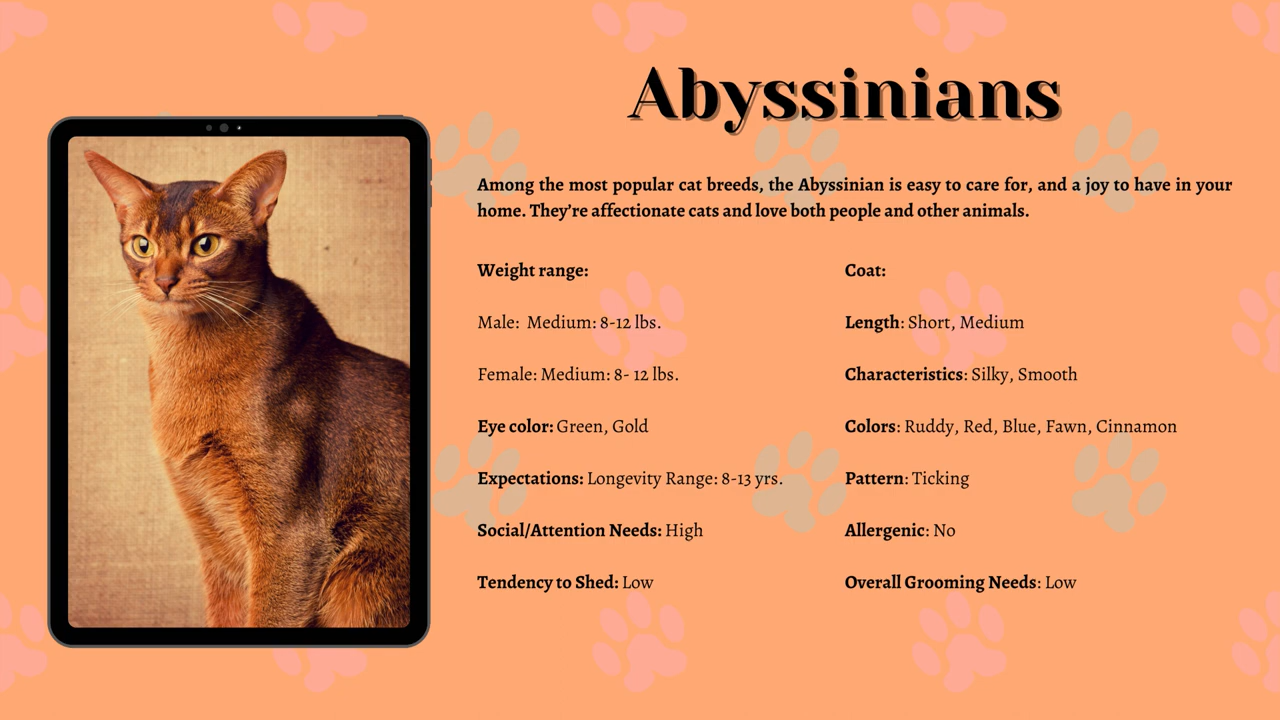 Abyssinians
Among the most popular cat breeds, the Abyssinian is easy to care for, and a joy to have in your
home. They’re affectionate cats and love both people and other animals.
Weight range:
Male:  Medium: 8-12 lbs.
Female: Medium: 8- 12 lbs.
Eye color: Green, Gold
Expectations: Longevity Range: 8-13 yrs.
Social/Attention Needs: High
Tendency to Shed: Low
Coat:
Length: Short, Medium
Characteristics: Silky, Smooth
Colors: Ruddy, Red, Blue, Fawn, Cinnamon
Pattern: Ticking
Allergenic: No
Overall Grooming Needs: Low